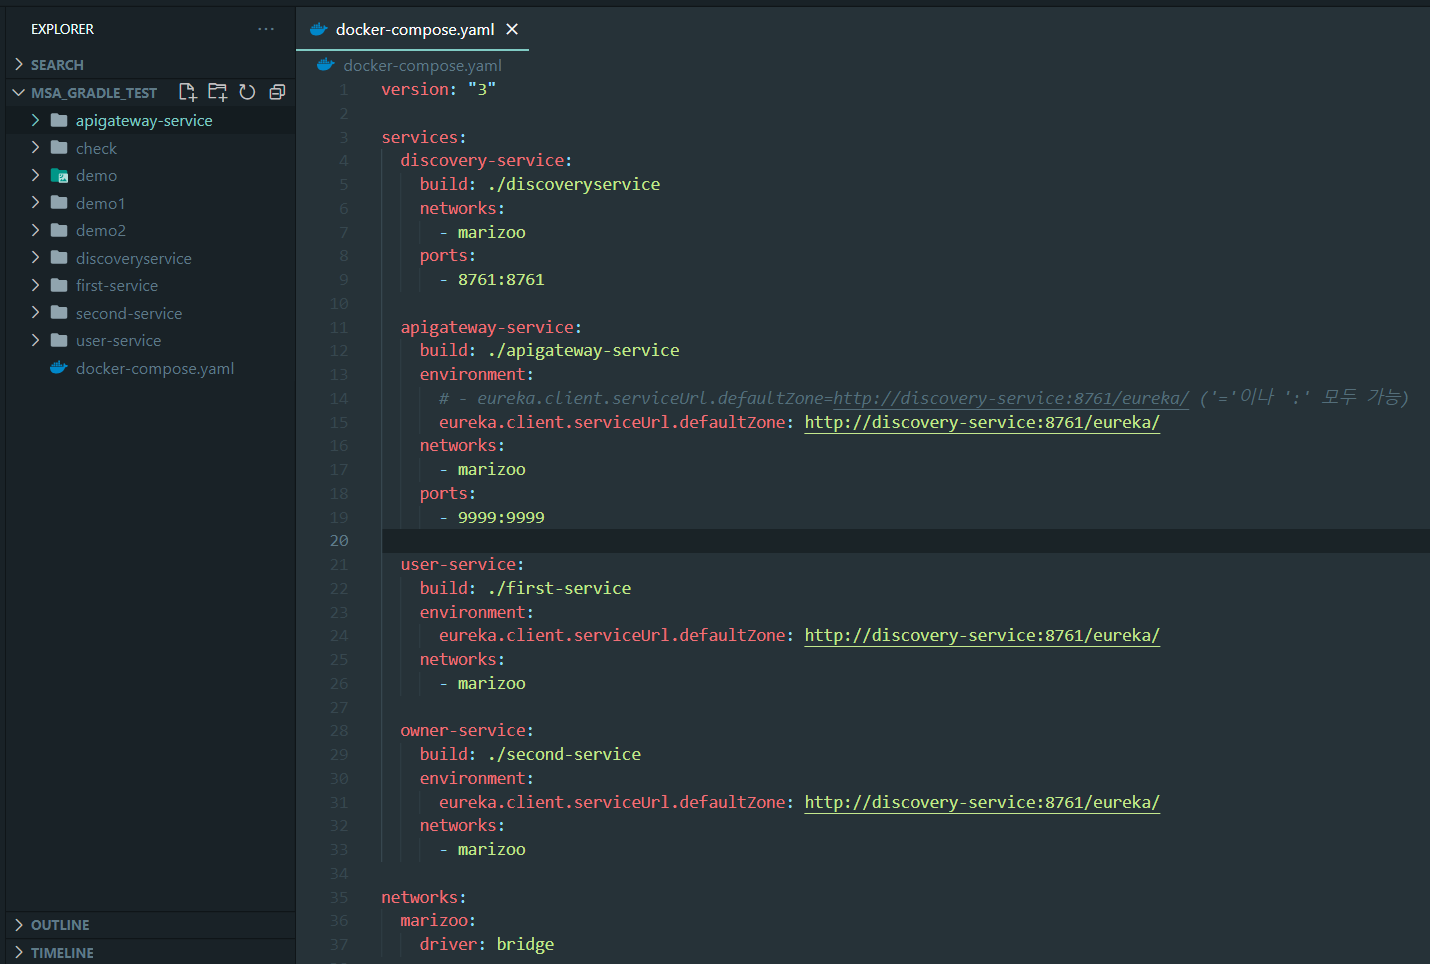 EXPLORER
SEARCH
MSA_GRADLE_TEST
apigateway-service
check
demo
demo1
demo2
discoveryservice
first-service
second-service
user-service
docker-compose.yaml
OUTLINE
TIMELINE
docker-compose.yaml
docker-compose.yaml
1 version: "3"
2
3 services:
4 discovery-service:
5 build: ./discoveryservice
6 networks:
7 - marizoo
8 ports:
9 - 8761:8761
10
11 apigateway-service:
12 build: ./apigateway-service
13 environment:
14 # - eureka.client.serviceUrl.defaultZone=http://discovery-service:8761/eureka/ ('='이나 ':' 모두 가능)
15 eureka.client.serviceUrl.defaultZone: http://discovery-service:8761/eureka/
16 networks:
17 - marizoo
18 ports:
19 - 9999:9999
20
21 user-service:
22 build: ./first-service
23 environment:
24 eureka.client.serviceUrl.defaultZone: http://discovery-service:8761/eureka/
25 networks:
26 - marizoo
27
28 owner-service:
29 build: ./second-service
30 environment:
31 eureka.client.serviceUrl.defaultZone: http://discovery-service:8761/eureka/
32 networks:
33 - marizoo
34
35 networks:
36 marizoo:
37 driver: bridge